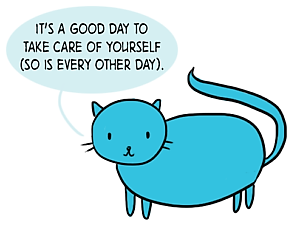 IT'S A GOOD DAY TO
TAKE CARE OF YOURSELF
(SO IS EVERY OTHER DAY).